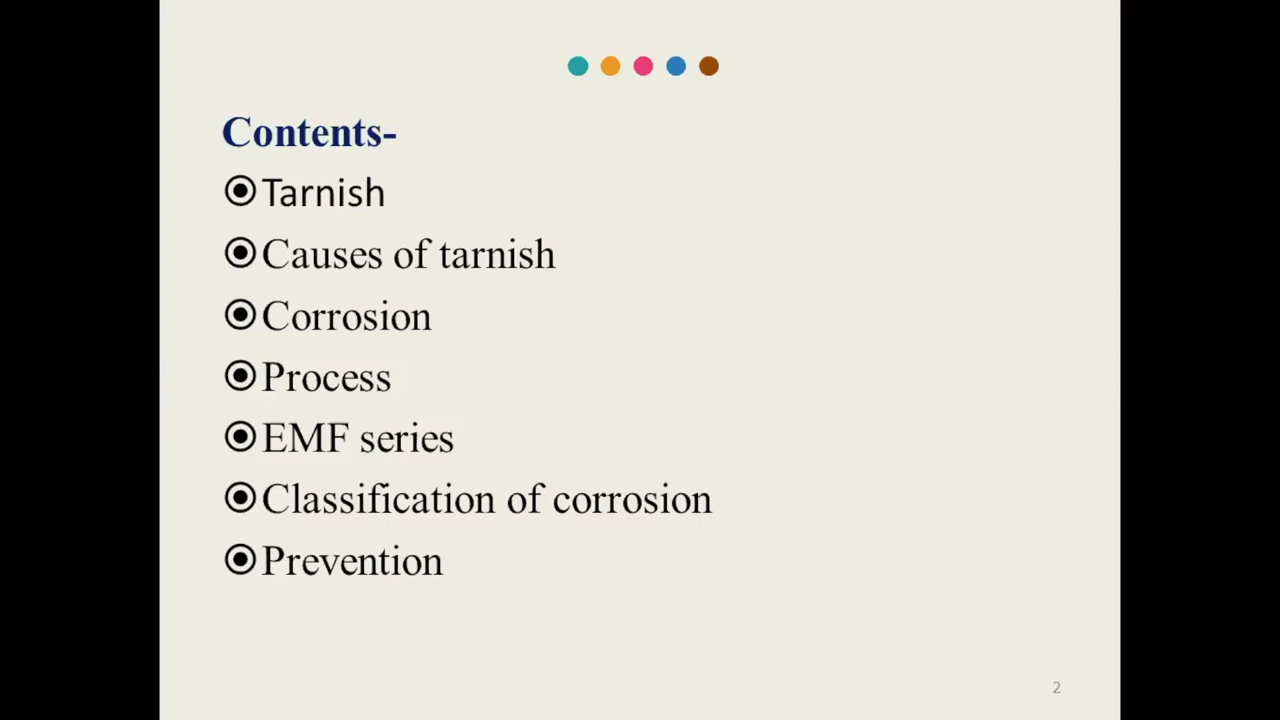 Contents-
Tarnish
Causes of tarnish
Corrosion
Process
EMF series
Classification of corrosion
Prevention
2